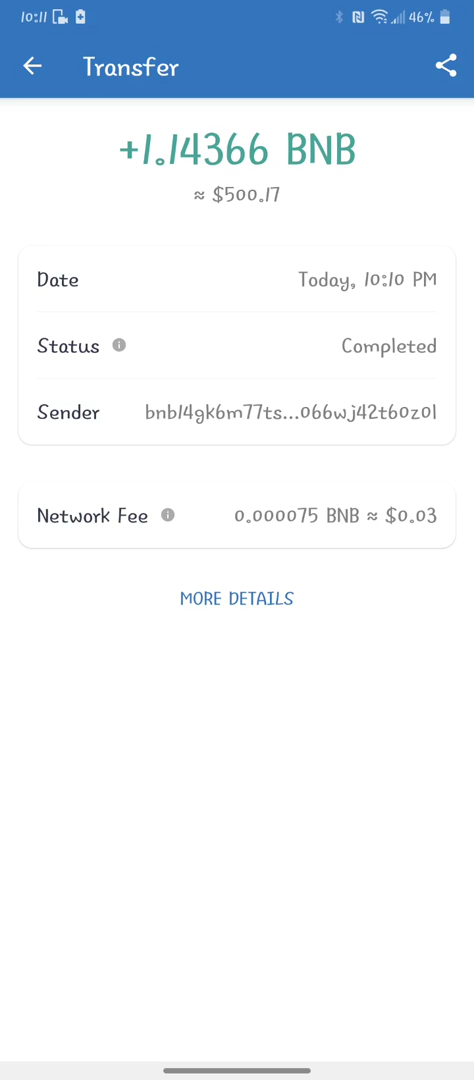 10:11 46%
Transfer
+1.14366 BNB
≈ $500.17
Date Today, 10:10 PM
Status Completed
Sender bnb14gk6m77ts...066wj42t60z01
Network Fee 0.000075 BNB ≈ $0.03
MORE DETAILS